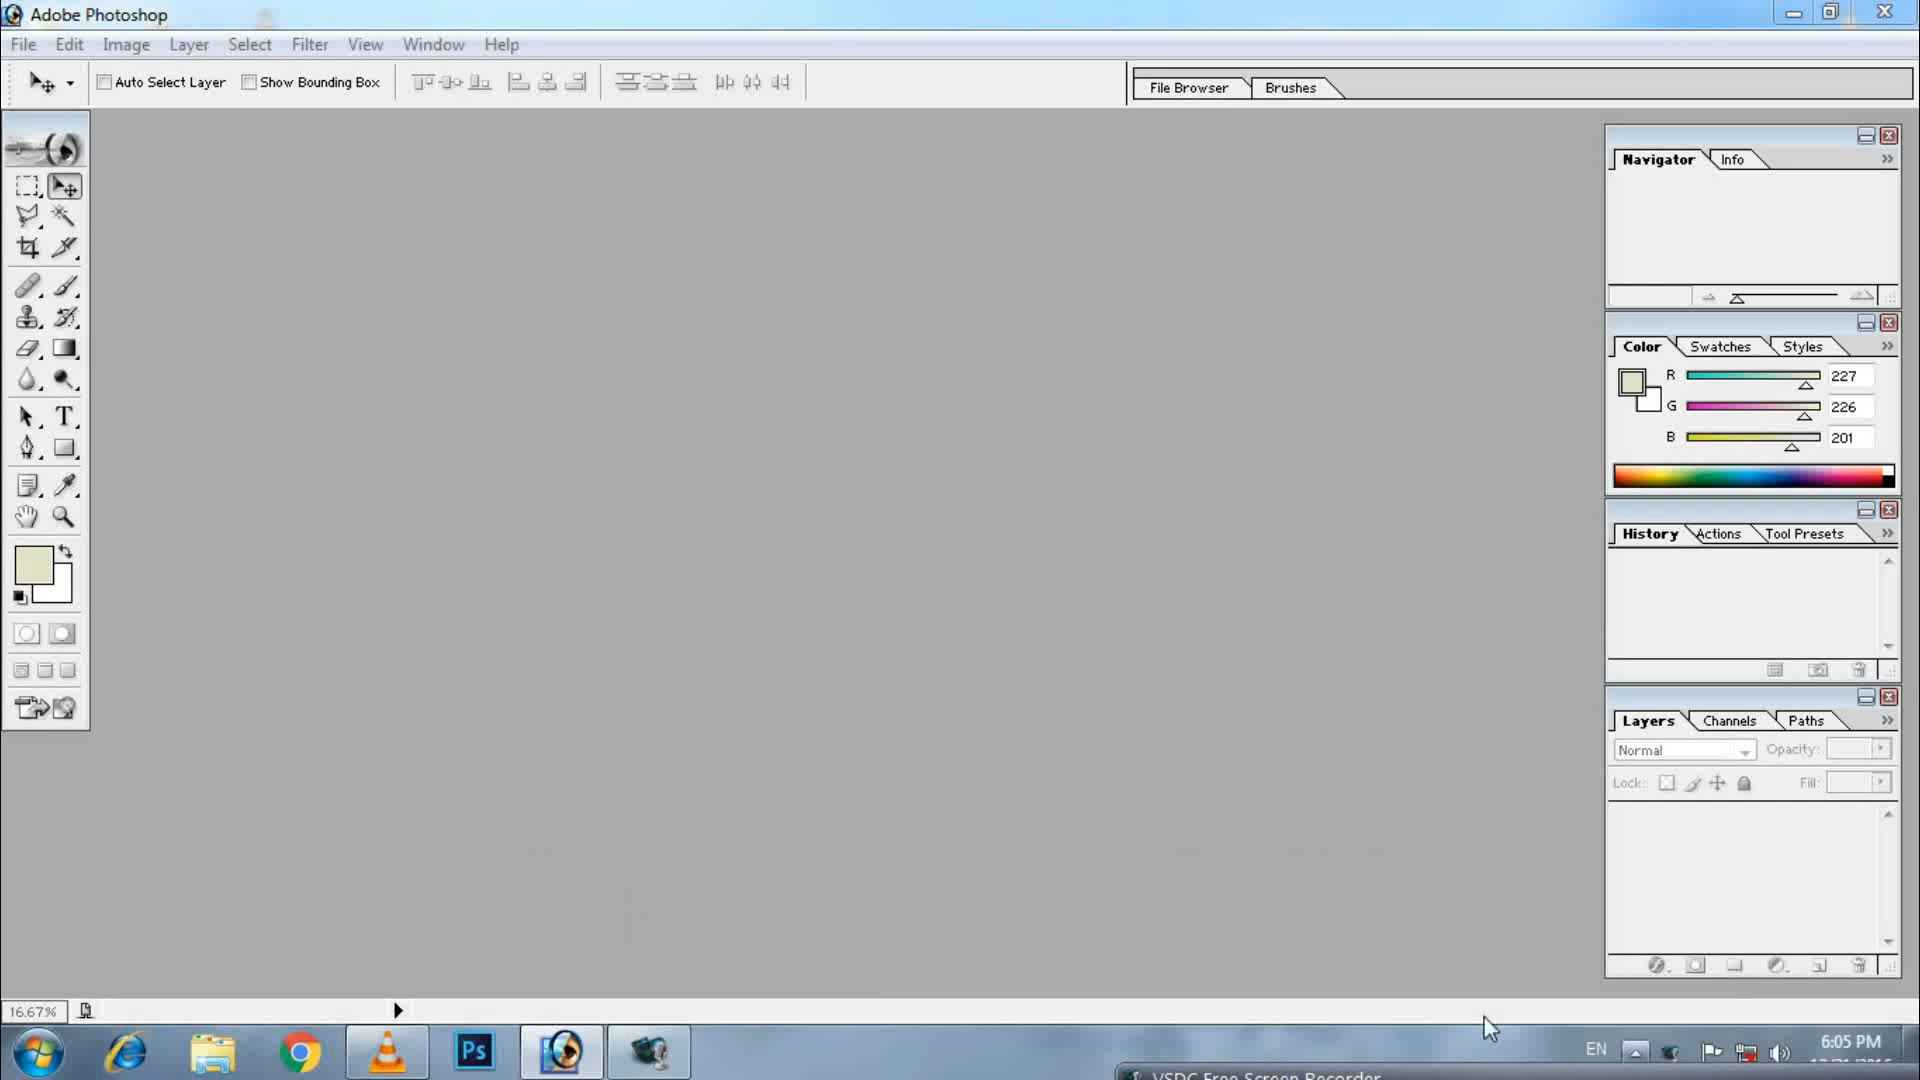 Adobe Photoshop
File Edit Image Layer Select Filter View Window Help
Auto Select Layer Show Bounding Box File Browser Brushes
Navigator Info
Color Swatches Styles
R 227
G 226
B 201
History Actions Tool Presets
Layers Channels Paths
Normal Opacity:
Lock: Fill:
T
16.67%
Ps
EN 6:05 PM
VSDC Free Screen Recorder